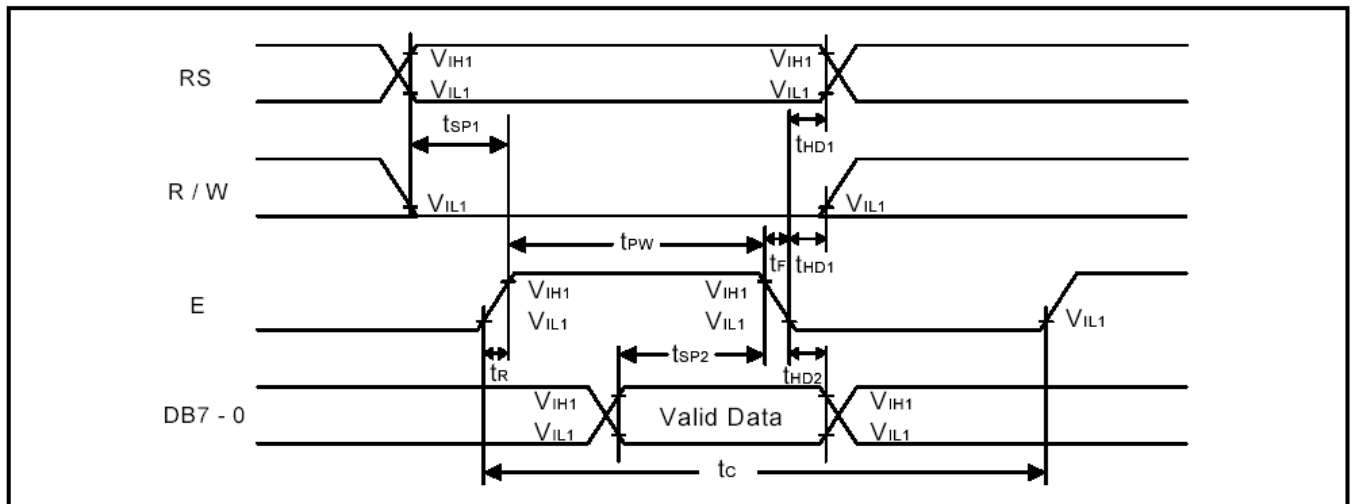 RS
VIH1
VIH1
VIL1
VIL1
tSP1
tHD1
R / W
VIL1
VIL1
tPW
tF
tHD1
E
VIH1
VIH1
VIL1
VIL1
VIL1
tR
tSP2
tHD2
DB7 - 0
VIH1
Valid Data
VIH1
VIL1
VIL1
tC